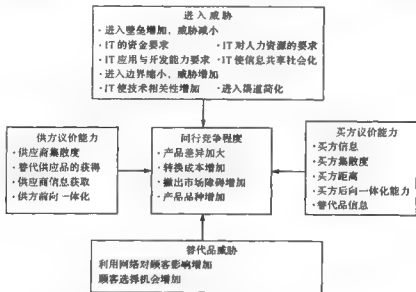 进入威胁
·进入壁垒增加，威胁减小
·IT的资金要求 ·IT对人力资源的要求
·IT应用与开发能力要求 ·IT使信息共享社会化
·进入边界缩小，威胁增加
·IT使技术相关性增加 ·进入渠道简化
供方议价能力
·供应商集散度
·替代供应品的获得
·供应商信息获取
·供方前向一体化
同行竞争程度
·产品差异加大
·转换成本增加
·撤出市场障碍增加
·产品品种增加
买方议价能力
·买方信息
·买方集散度
·买方距离
·买方后向一体化能力
·替代品信息
替代品威胁
利用网络对顾客影响增加
顾客选择机会增加